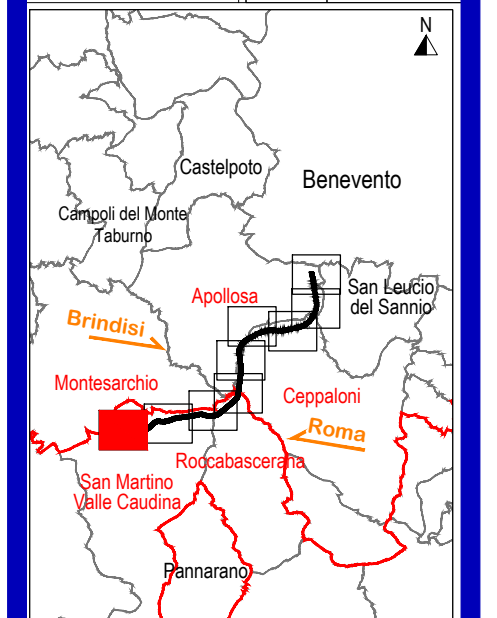 N
Castelpoto
Benevento
Campoli del Monte
Taburno
San Leucio
del Sannio
Apollosa
Brindisi
Montesarchio
Ceppaloni
Roma
Roccabascerana
San Martino
Valle Caudina
Pannarano